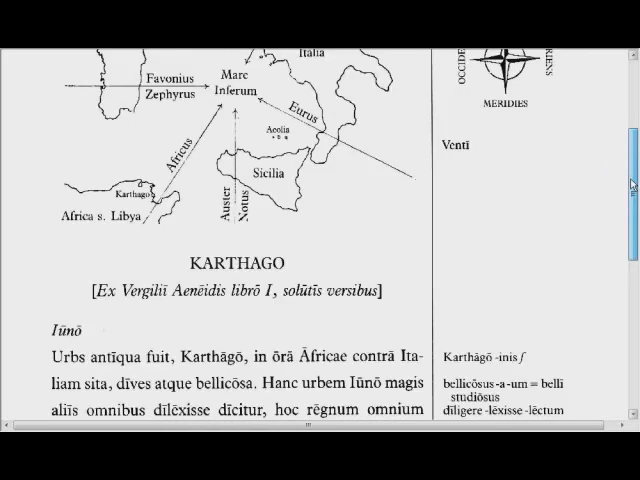 Italia
OCCIDE
RIENS
Favonius
Zephyrus
Mare
Inferum
Eurus
MERIDIES
Aeolia
Ventī
Africus
Sicilia
Karthago
Auster
Notus
Africa s. Libya
KARTHAGO
[Ex Vergiliī Aenēidis librō I, solūtīs versibus]
Iūnō
Urbs antīqua fuit, Karthāgō, in ōrā Āfricae contrā Ita-
liam sita, dīves atque bellicōsa. Hanc urbem Iūnō magis
aliīs omnibus dīlēxisse dīcitur, hoc rēgnum omnium
Karthāgō -inis f
bellicōsus -a -um = bellī
studiōsus
dīligere -lēxisse -lēctum